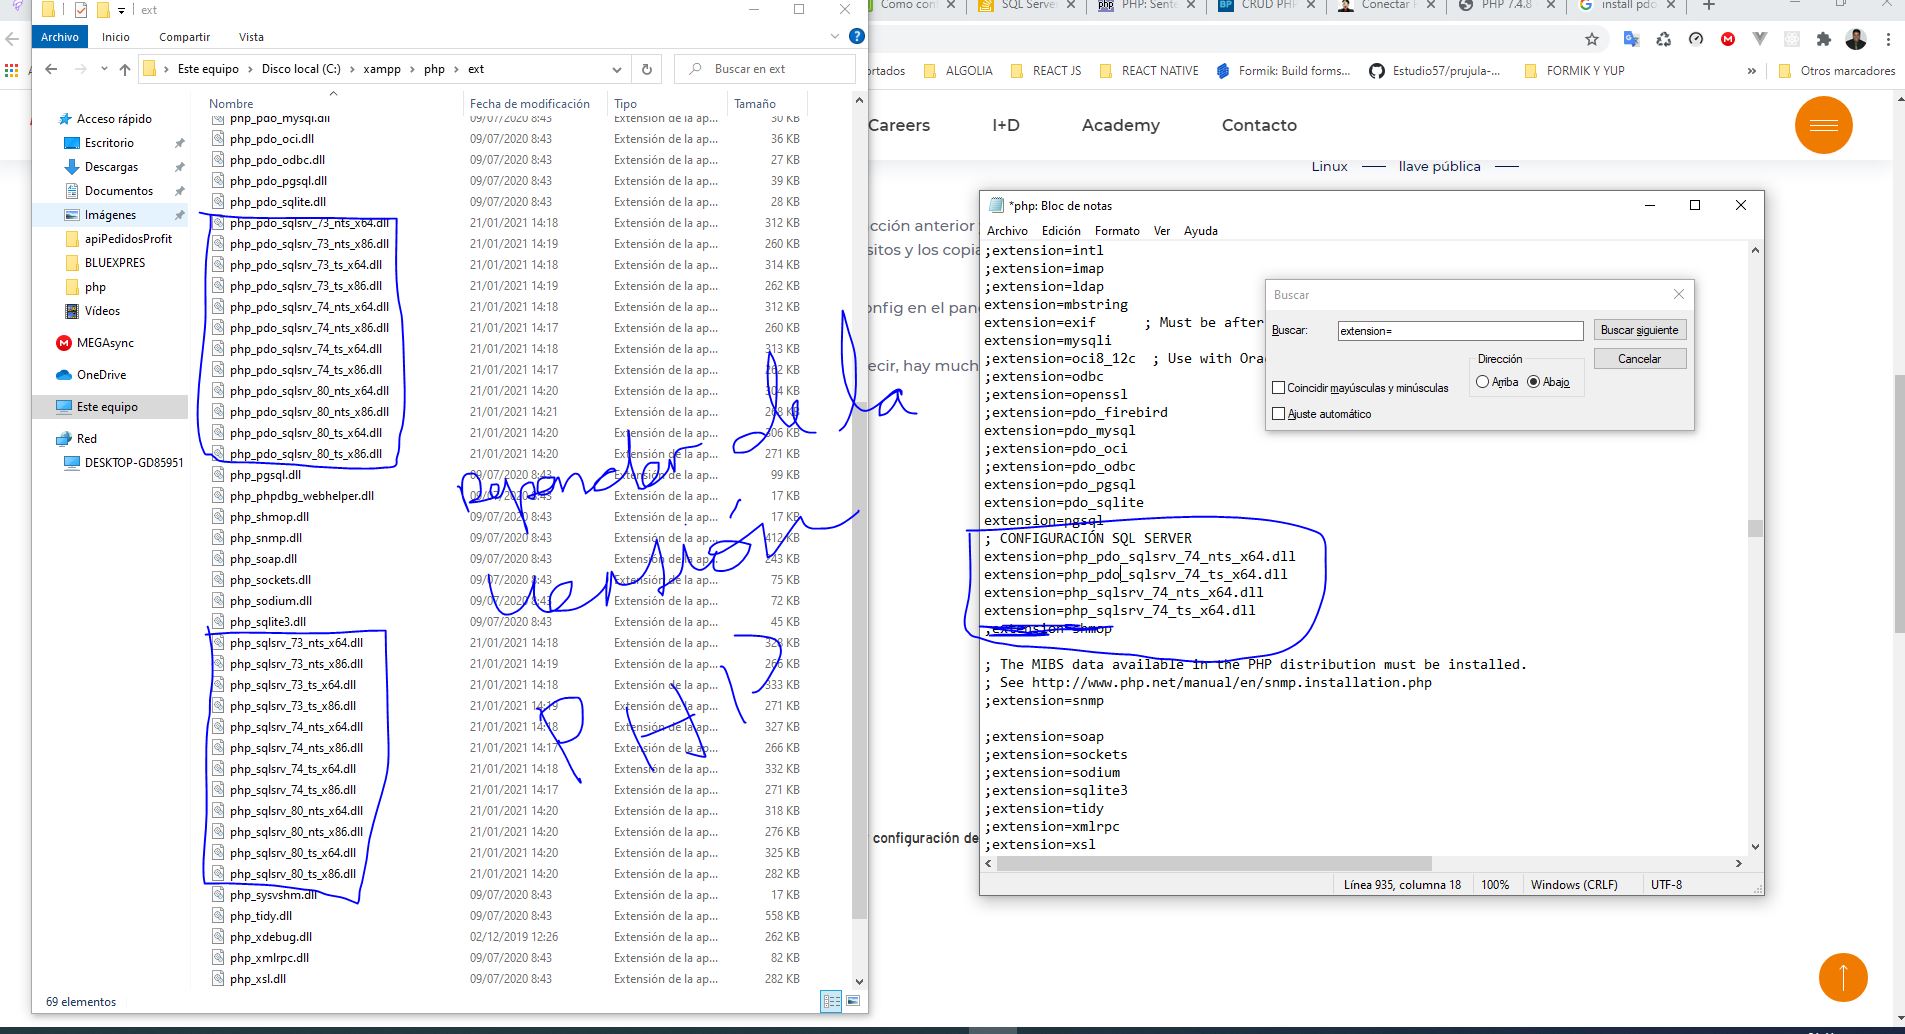 ext
Como con
SQL Server
PHP: Sente
CRUD PHP
Conectar
PHP 7.4.8
install pdo
Archivo
Inicio
Compartir
Vista
Este equipo > Disco local (C:) > xampp > php > ext
Buscar en ext
ortados
ALGOLIA
REACT JS
REACT NATIVE
Formik: Build forms...
Estudio57/prujula-...
FORMIK Y YUP
»
Otros marcadores
Careers
I+D
Academy
Contacto
Linux — llave pública —
cción anterior
sitos y los copia
onfig en el pan
ecir, hay much
configuración de
Acceso rápido
Escritorio
Descargas
Documentos
Imágenes
apiPedidosProfit
BLUEXPRES
php
Vídeos
MEGAsync
OneDrive
Este equipo
Red
DESKTOP-GD85951
Nombre Fecha de modificación Tipo Tamaño
php_pdo_mysql.dll 09/07/2020 8:43 Extensión de la ap... 30 KB
php_pdo_oci.dll 09/07/2020 8:43 Extensión de la ap... 36 KB
php_pdo_odbc.dll 09/07/2020 8:43 Extensión de la ap... 27 KB
php_pdo_pgsql.dll 09/07/2020 8:43 Extensión de la ap... 39 KB
php_pdo_sqlite.dll 09/07/2020 8:43 Extensión de la ap... 28 KB
php_pdo_sqlsrv_73_nts_x64.dll 21/01/2021 14:18 Extensión de la ap... 312 KB
php_pdo_sqlsrv_73_nts_x86.dll 21/01/2021 14:19 Extensión de la ap... 260 KB
php_pdo_sqlsrv_73_ts_x64.dll 21/01/2021 14:18 Extensión de la ap... 314 KB
php_pdo_sqlsrv_73_ts_x86.dll 21/01/2021 14:19 Extensión de la ap... 262 KB
php_pdo_sqlsrv_74_nts_x64.dll 21/01/2021 14:18 Extensión de la ap... 312 KB
php_pdo_sqlsrv_74_nts_x86.dll 21/01/2021 14:17 Extensión de la ap... 260 KB
php_pdo_sqlsrv_74_ts_x64.dll 21/01/2021 14:18 Extensión de la ap... 313 KB
php_pdo_sqlsrv_74_ts_x86.dll 21/01/2021 14:17 Extensión de la ap... 262 KB
php_pdo_sqlsrv_80_nts_x64.dll 21/01/2021 14:20 Extensión de la ap... 304 KB
php_pdo_sqlsrv_80_nts_x86.dll 21/01/2021 14:21 Extensión de la ap... 268 KB
php_pdo_sqlsrv_80_ts_x64.dll 21/01/2021 14:20 Extensión de la ap... 306 KB
php_pdo_sqlsrv_80_ts_x86.dll 21/01/2021 14:20 Extensión de la ap... 271 KB
php_pgsql.dll 09/07/2020 8:43 Extensión de la ap... 99 KB
php_phpdbg_webhelper.dll 09/07/2020 8:43 Extensión de la ap... 17 KB
php_shmop.dll 09/07/2020 8:43 Extensión de la ap... 17 KB
php_snmp.dll 09/07/2020 8:43 Extensión de la ap... 412 KB
php_soap.dll 09/07/2020 8:43 Extensión de la ap... 243 KB
php_sockets.dll 09/07/2020 8:43 Extensión de la ap... 75 KB
php_sodium.dll 09/07/2020 8:43 Extensión de la ap... 72 KB
php_sqlite3.dll 09/07/2020 8:43 Extensión de la ap... 45 KB
php_sqlsrv_73_nts_x64.dll 21/01/2021 14:18 Extensión de la ap... 328 KB
php_sqlsrv_73_nts_x86.dll 21/01/2021 14:19 Extensión de la ap... 266 KB
php_sqlsrv_73_ts_x64.dll 21/01/2021 14:18 Extensión de la ap... 333 KB
php_sqlsrv_73_ts_x86.dll 21/01/2021 14:19 Extensión de la ap... 271 KB
php_sqlsrv_74_nts_x64.dll 21/01/2021 14:18 Extensión de la ap... 327 KB
php_sqlsrv_74_nts_x86.dll 21/01/2021 14:17 Extensión de la ap... 266 KB
php_sqlsrv_74_ts_x64.dll 21/01/2021 14:18 Extensión de la ap... 332 KB
php_sqlsrv_74_ts_x86.dll 21/01/2021 14:17 Extensión de la ap... 271 KB
php_sqlsrv_80_nts_x64.dll 21/01/2021 14:20 Extensión de la ap... 318 KB
php_sqlsrv_80_nts_x86.dll 21/01/2021 14:20 Extensión de la ap... 276 KB
php_sqlsrv_80_ts_x64.dll 21/01/2021 14:20 Extensión de la ap... 325 KB
php_sqlsrv_80_ts_x86.dll 21/01/2021 14:20 Extensión de la ap... 282 KB
php_sysvshm.dll 09/07/2020 8:43 Extensión de la ap... 17 KB
php_tidy.dll 09/07/2020 8:43 Extensión de la ap... 558 KB
php_xdebug.dll 02/12/2019 12:26 Extensión de la ap... 262 KB
php_xmlrpc.dll 09/07/2020 8:43 Extensión de la ap... 82 KB
php_xsl.dll 09/07/2020 8:43 Extensión de la ap... 282 KB
69 elementos
de la
versión
PHP
*php: Bloc de notas
Archivo Edición Formato Ver Ayuda
;extension=intl
;extension=imap
;extension=ldap
extension=mbstring
extension=exif ; Must be after
extension=mysqli
;extension=oci8_12c ; Use with Ora
;extension=odbc
;extension=openssl
;extension=pdo_firebird
extension=pdo_mysql
extension=pdo_oci
extension=pdo_odbc
extension=pdo_pgsql
extension=pdo_sqlite
extension=pgsql
; CONFIGURACIÓN SQL SERVER
extension=php_pdo_sqlsrv_74_nts_x64.dll
extension=php_pdo_sqlsrv_74_ts_x64.dll
extension=php_sqlsrv_74_nts_x64.dll
extension=php_sqlsrv_74_ts_x64.dll
;extension=shmop
; The MIBS data available in the PHP distribution must be installed.
; See http://www.php.net/manual/en/snmp.installation.php
;extension=snmp
;extension=soap
;extension=sockets
;extension=sodium
;extension=sqlite3
;extension=tidy
;extension=xmlrpc
;extension=xsl
Línea 935, columna 18
100%
Windows (CRLF)
UTF-8
Buscar
Buscar:
extension=
Buscar siguiente
Cancelar
Dirección
Arriba
Abajo
Coincidir mayúsculas y minúsculas
Ajuste automático